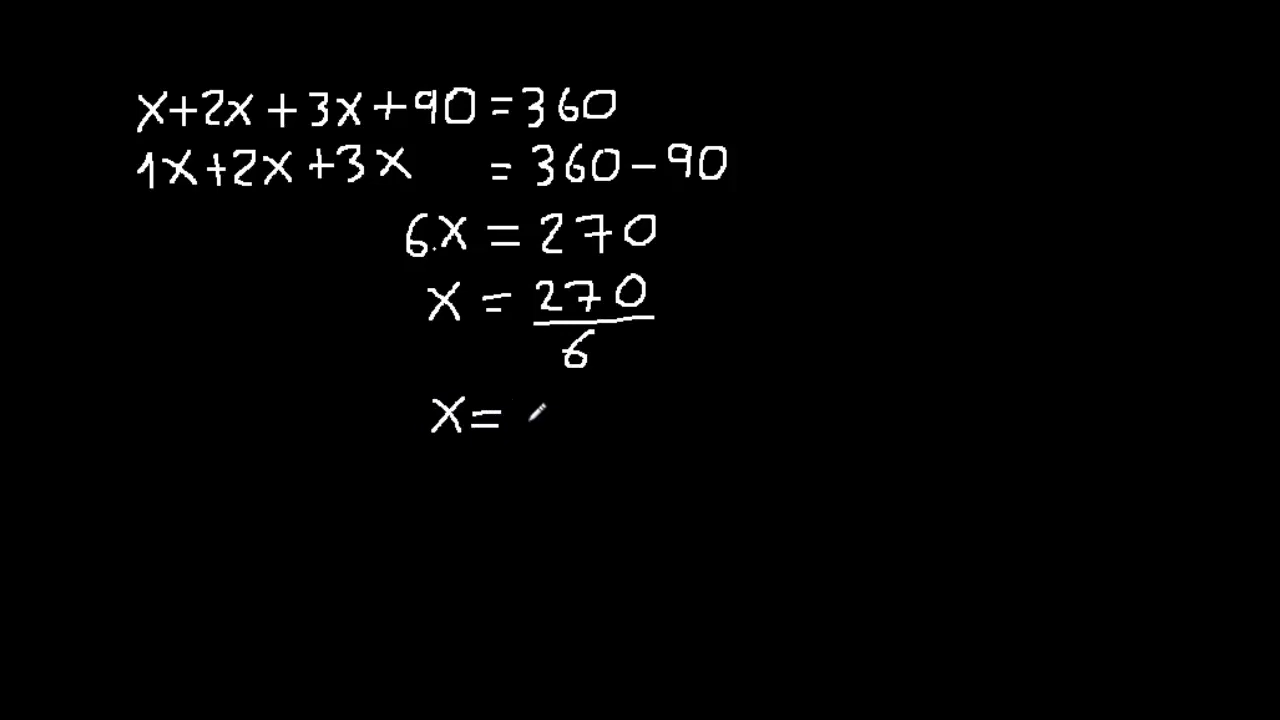 x+2x+3x+90=360
1x+2x+3x =360-90
6.x=270
x=270/6
x=